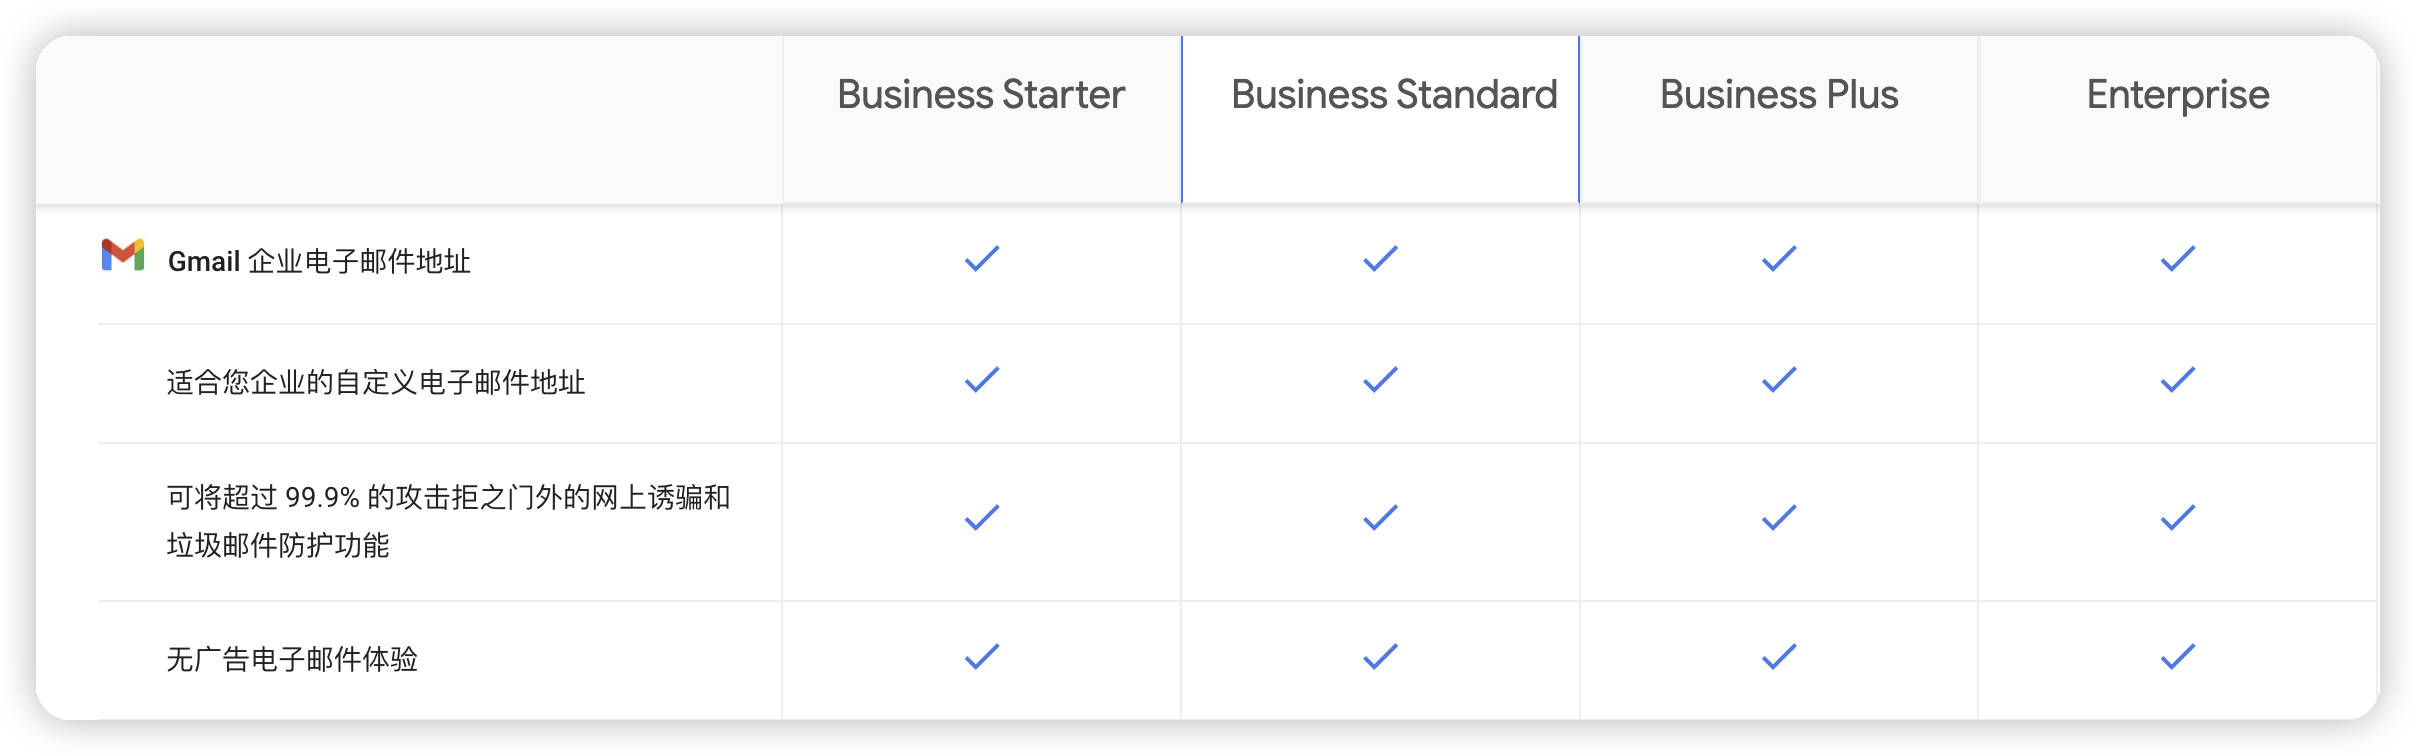 Business Starter Business Standard Business Plus Enterprise
Gmail 企业电子邮件地址
适合您企业的自定义电子邮件地址
可将超过 99.9% 的攻击拒之门外的网上诱骗和
垃圾邮件防护功能
无广告电子邮件体验